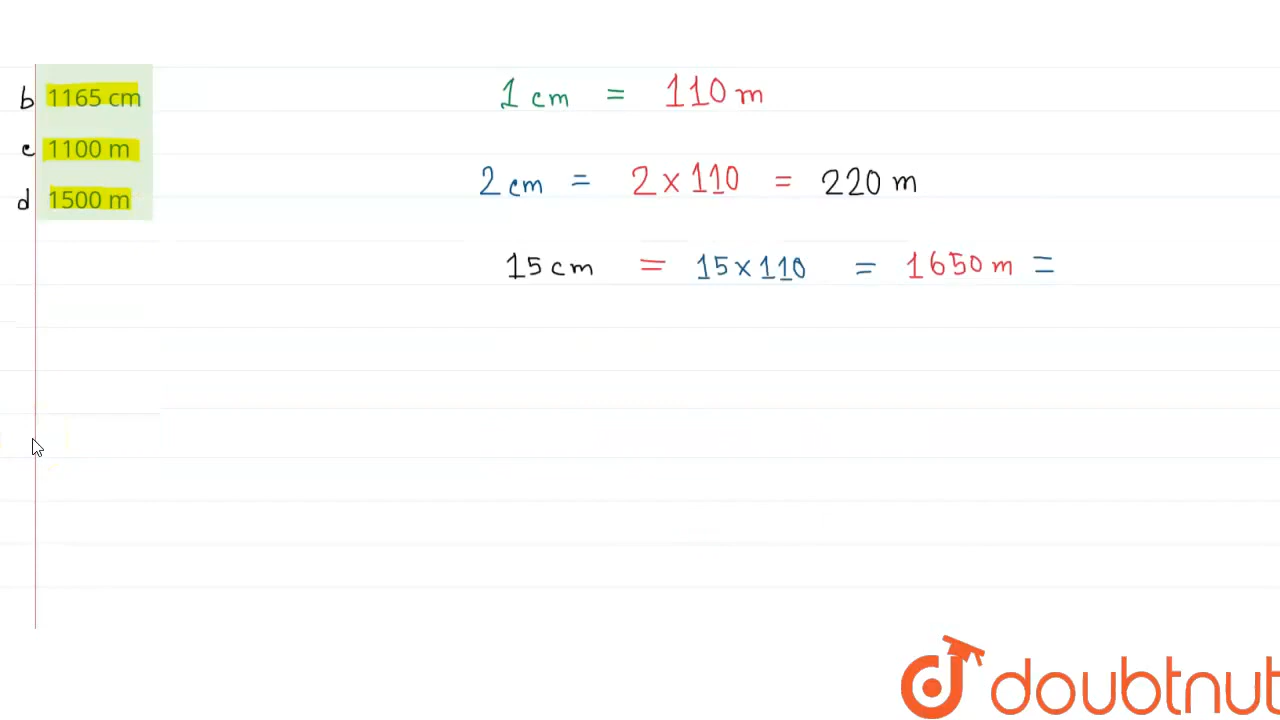 b 1165 cm
c 1100 m
d 1500 m
1 cm = 110 m
2 cm = 2 × 110 = 220 m
15 cm = 15 × 110 = 1650 m =
doubtnut